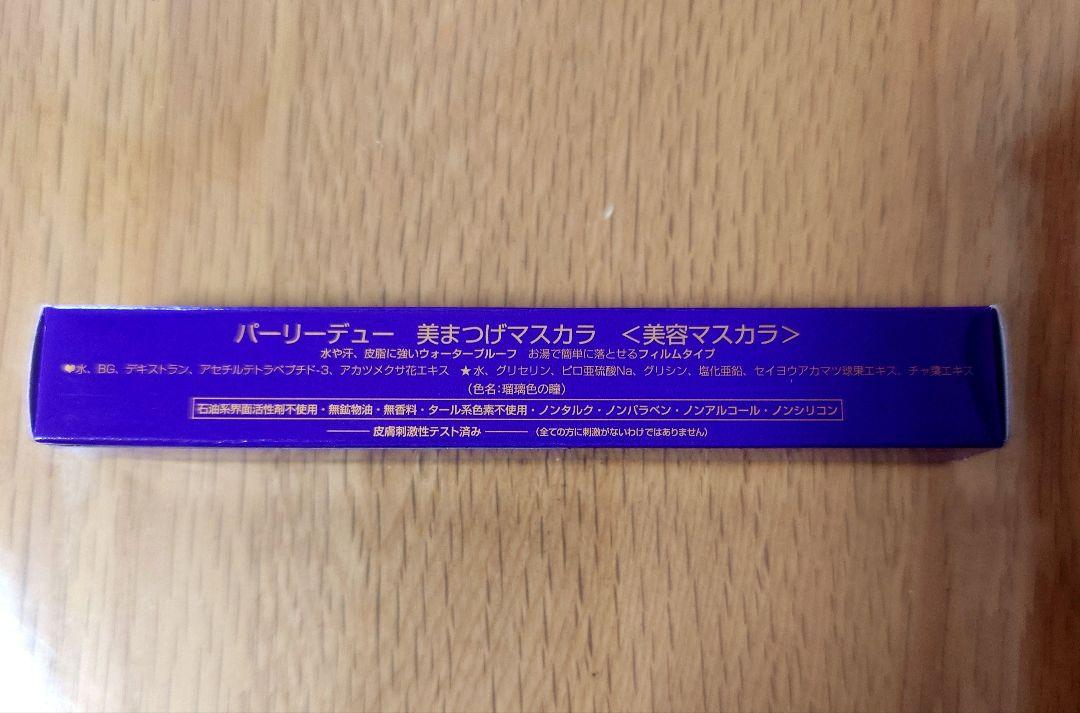 パーリーデュー 美まつげマスカラ <美容マスカラ>
水や汗、皮脂に強いウォータープルーフ お湯で簡単に落とせるフィルムタイプ
♥水、BG、デキストラン、アセチルテトラペプチド-3、アカツメクサ花エキス ★水、グリセリン、ピロ亜硫酸Na、グリシン、塩化亜鉛、セイヨウアカマツ球果エキス、チャ葉エキス
(色名:瑠璃色の瞳)
石油系界面活性剤不使用・無鉱物油・無香料・タール系色素不使用・ノンタルク・ノンパラベン・ノンアルコール・ノンシリコン
皮膚刺激性テスト済み (全ての方に刺激がないわけではありません)